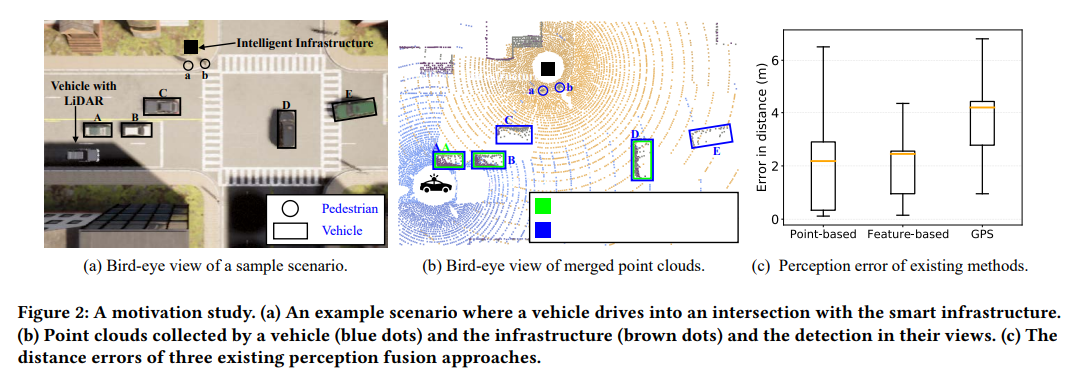 Intelligent Infrastructure
a b
Vehicle with
LiDAR
C
A B
D
E
Pedestrian
Vehicle
a b
C
D
E
A A
B
Error in distance (m)
6
4
2
0
Point-based Feature-based GPS
(a) Bird-eye view of a sample scenario.
(b) Bird-eye view of merged point clouds.
(c) Perception error of existing methods.
Figure 2: A motivation study. (a) An example scenario where a vehicle drives into an intersection with the smart infrastructure.
(b) Point clouds collected by a vehicle (blue dots) and the infrastructure (brown dots) and the detection in their views. (c) The
distance errors of three existing perception fusion approaches.